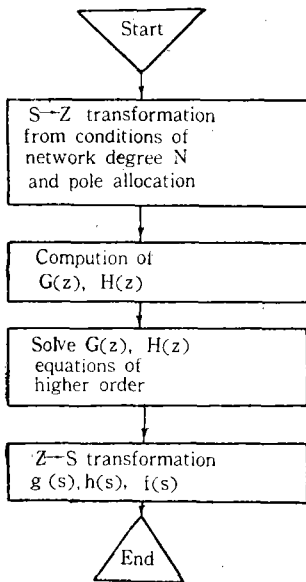 Start
S→Z transformation
from conditions of
network degree N
and pole allocation
Compution of
G(z), H(z)
Solve G(z), H(z)
equations of
higher order
Z→S transformation
g(s), h(s), f(s)
End